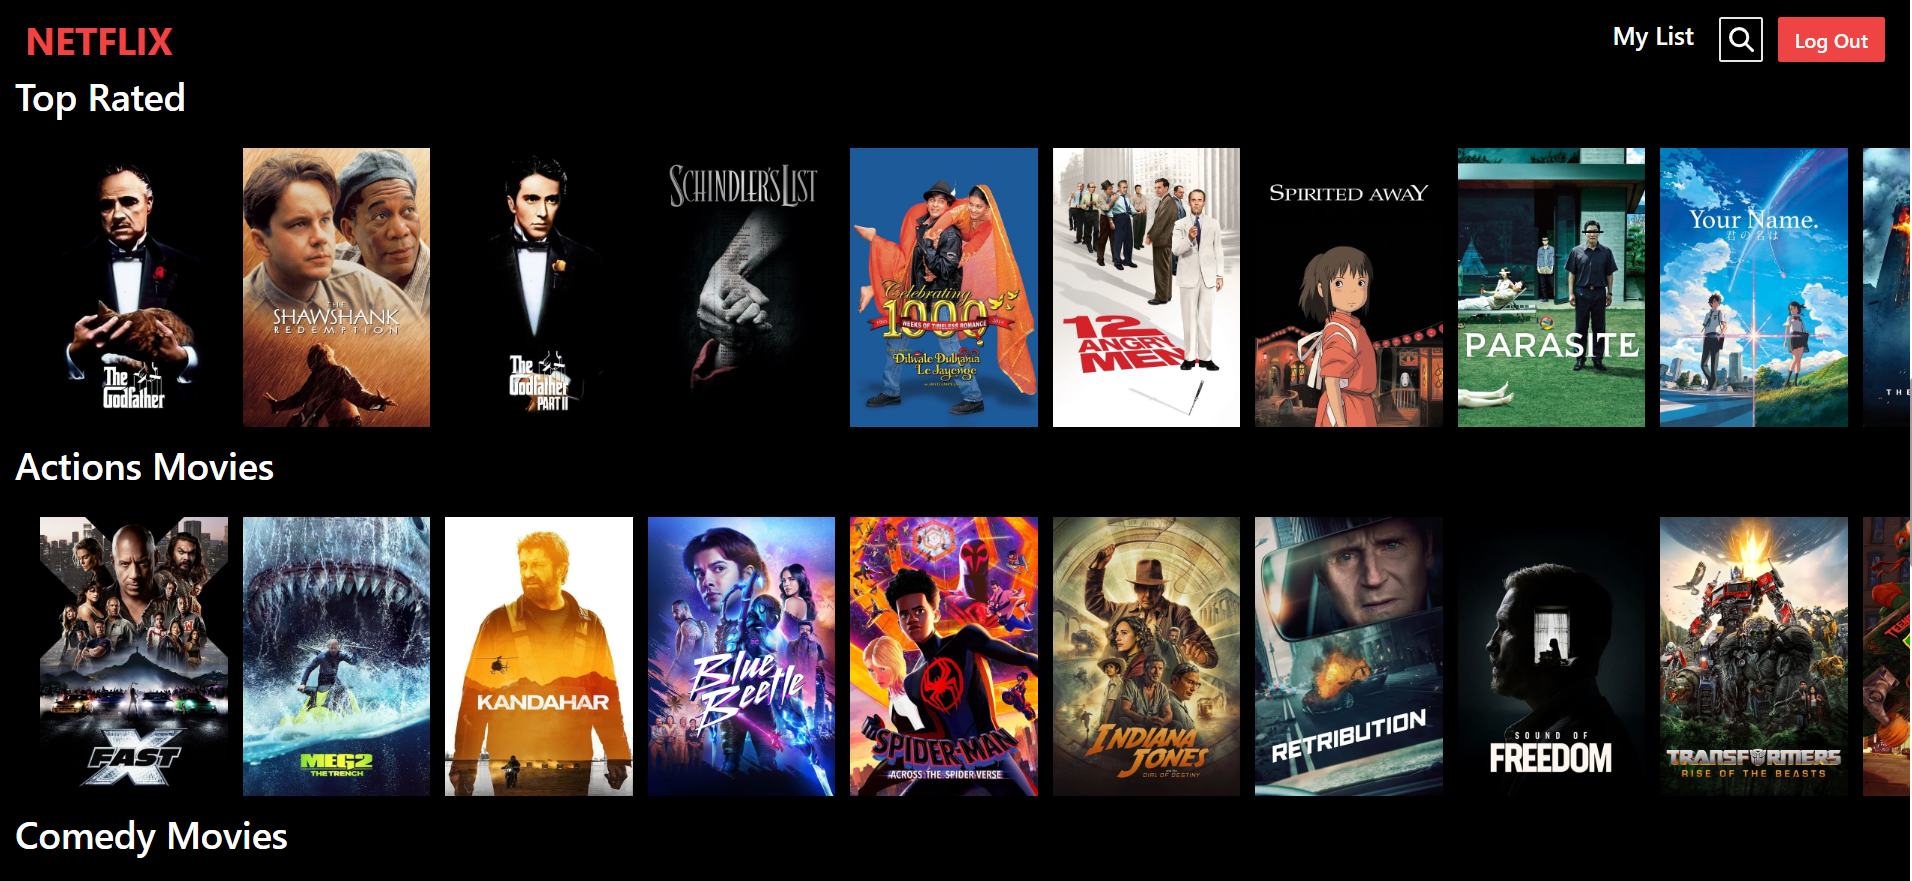 NETFLIX
My List
Log Out
Top Rated
The
Godfather
THE
SHAWSHANK
REDEMPTION
The
Godfather
PART II
SCHINDLER'S LIST
Celebrating
1000
WEEKS OF TIMELESS ROMANCE
Dilwale Dulhania
Le Jayenge
12
ANGRY
MEN
SPIRITED AWAY
PARASITE
Your Name.
君の名は
THE
Actions Movies
FAST
X
MEG2
THE TRENCH
KANDAHAR
Blue
Beetle
SPIDER-MAN
ACROSS THE SPIDER-VERSE
INDIANA
JONES
DIAL OF DESTINY
RETRIBUTION
SOUND OF
FREEDOM
TRANSFORMERS
RISE OF THE BEASTS
Comedy Movies